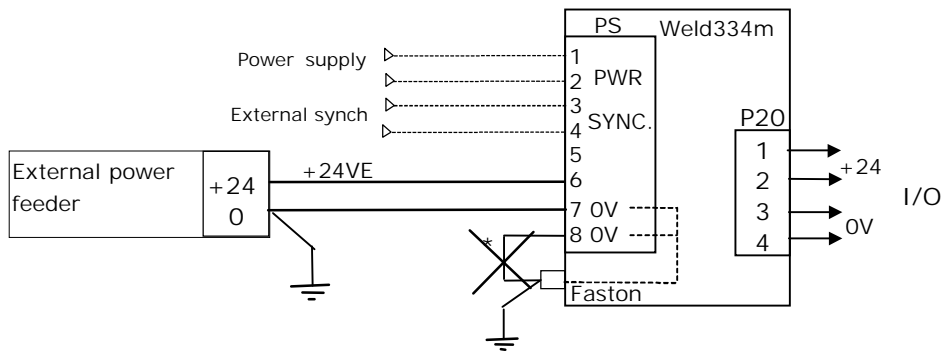 PS
Weld334m
Power supply
External synch
1
2
3
4
5
6
7 0V
8 0V
PWR
SYNC.
P20
1
2
3
4
+24
0V
I/O
External power
feeder
+24
0
+24VE
*
Faston